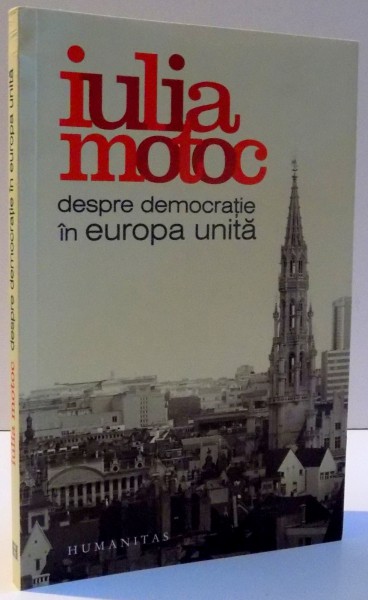 iulia
motoc
despre democrație
în europa unită
HUMANITAS
iulia motoc despre democrație în europa unită